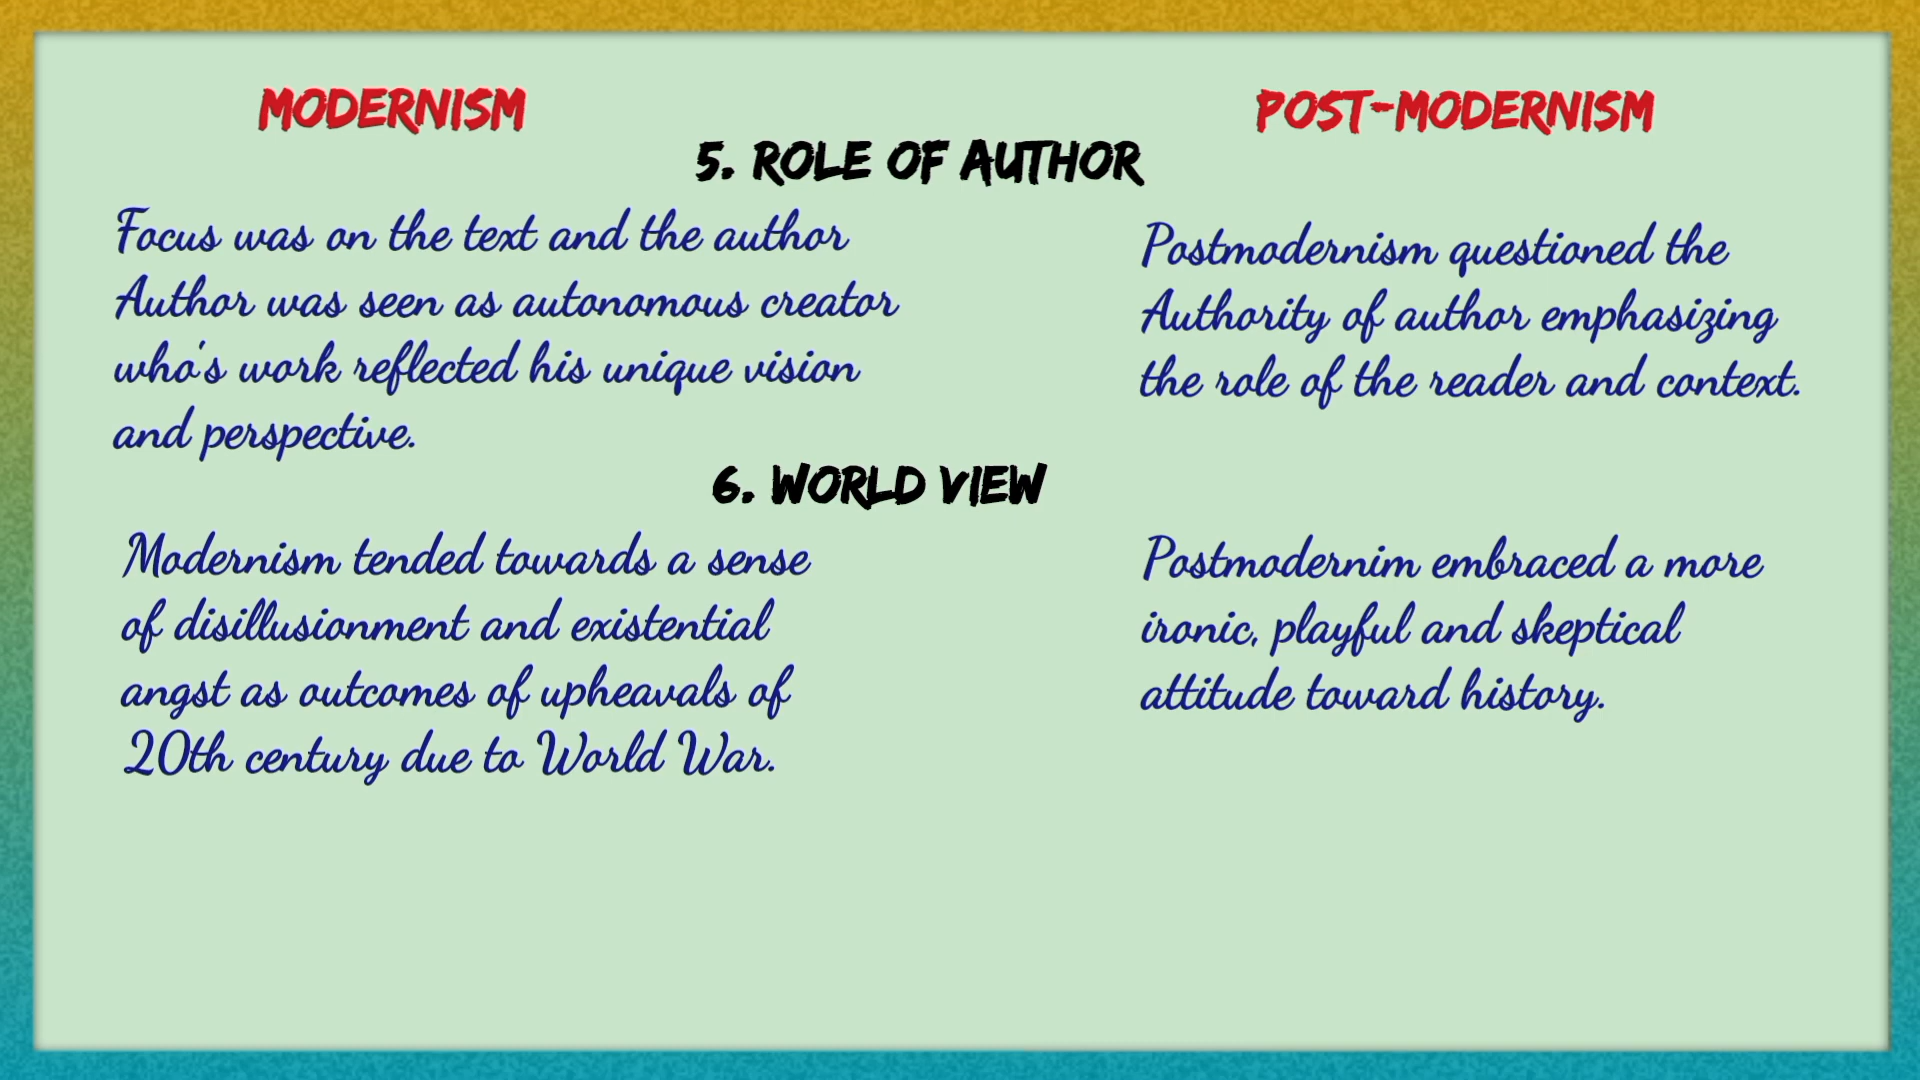 MODERNISM
POST-MODERNISM
5. ROLE OF AUTHOR
Focus was on the text and the author
Author was seen as autonomous creator
who's work reflected his unique vision
and perspective.
Postmodernism questioned the
Authority of author emphasizing
the role of the reader and context.
6. WORLD VIEW
Modernism tended towards a sense
of disillusionment and existential
angst as outcomes of upheavals of
20th century due to World War.
Postmodernim embraced a more
ironic, playful and skeptical
attitude toward history.